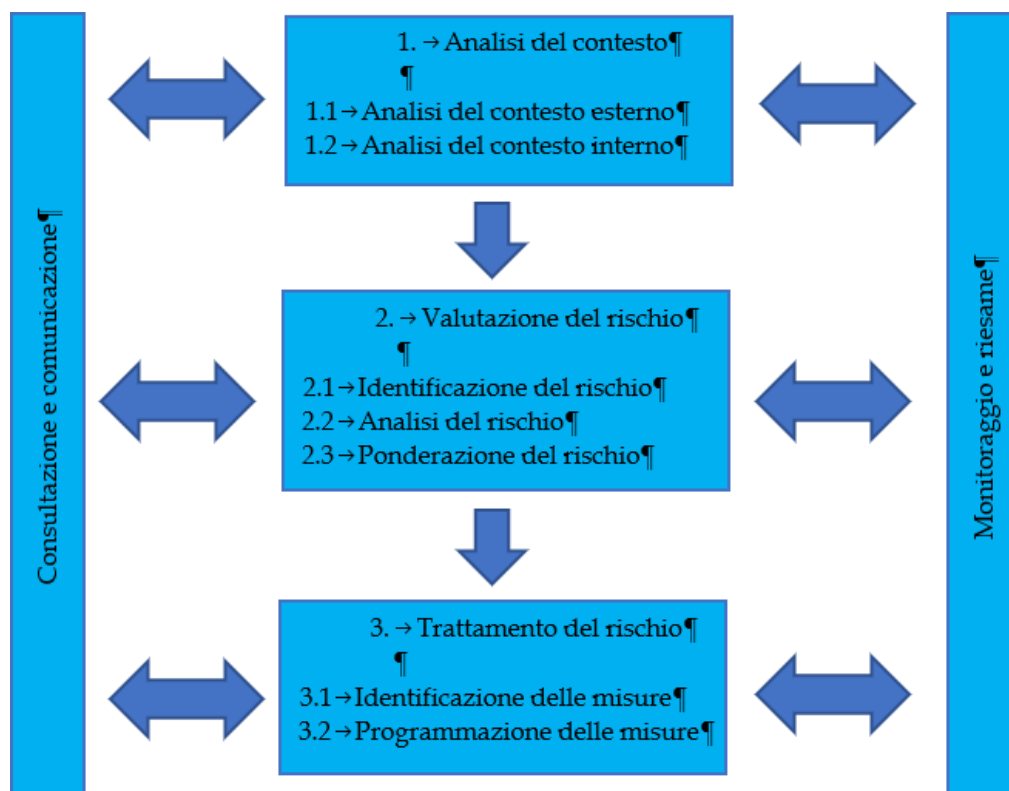 Consultazione e comunicazione¶
1. → Analisi del contesto¶
¶
1.1→Analisi del contesto esterno¶
1.2→Analisi del contesto interno¶
2. → Valutazione del rischio¶
¶
2.1→Identificazione del rischio¶
2.2→Analisi del rischio¶
2.3→Ponderazione del rischio¶
3. → Trattamento del rischio¶
¶
3.1→Identificazione delle misure¶
3.2→Programmazione delle misure¶
Monitoraggio e riesame¶